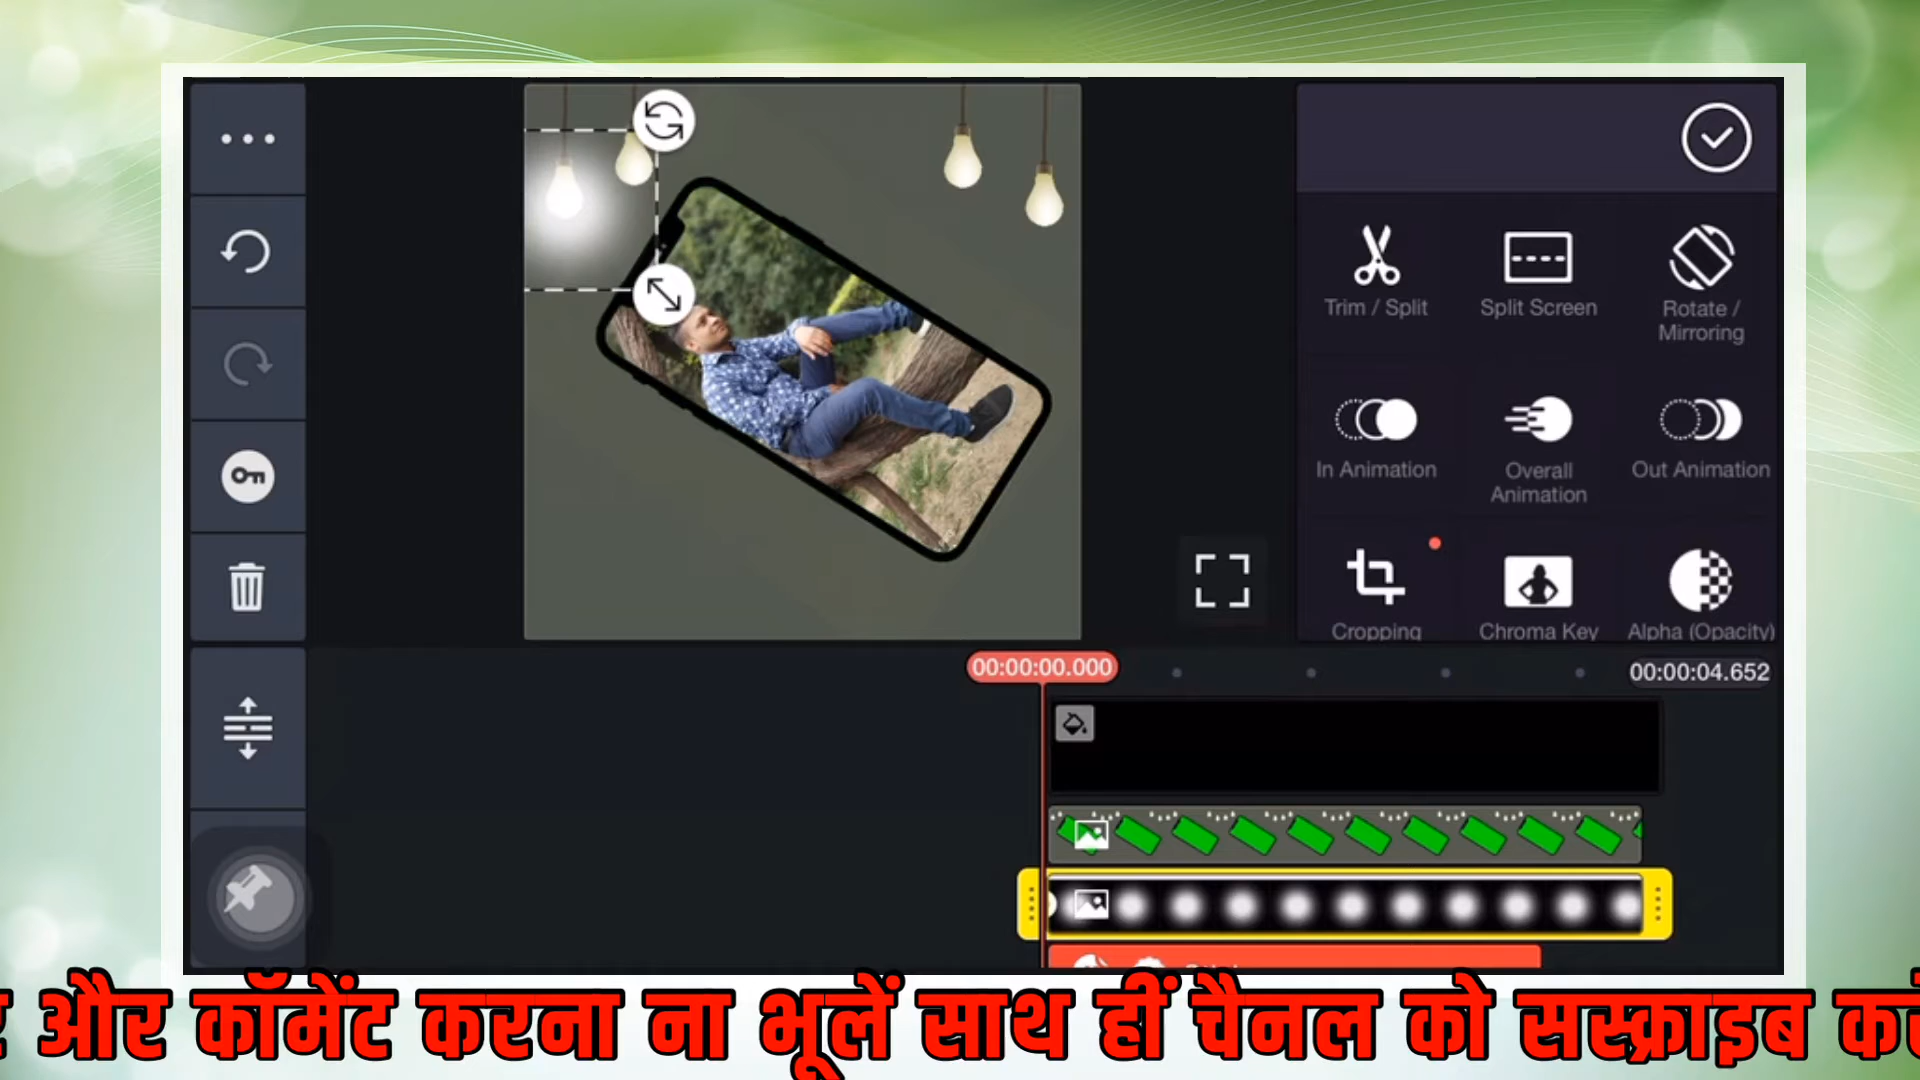 Trim / Split
Split Screen
Rotate /
Mirroring
In Animation
Overall
Animation
Out Animation
Cropping
Chroma Key
Alpha (Opacity)
00:00:00.000
00:00:04.652
और कॉमेंट करना ना भूलें साथ हीं चैनल को सस्क्राइब